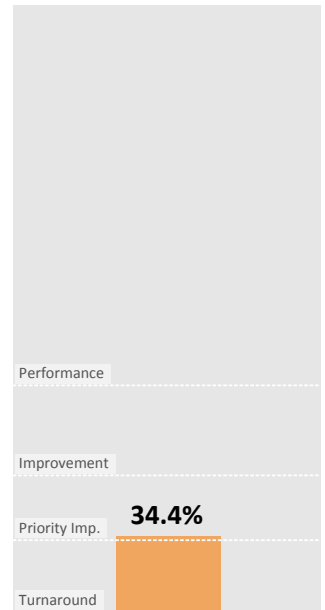 Performance
Improvement
34.4%
Priority Imp.
Turnaround